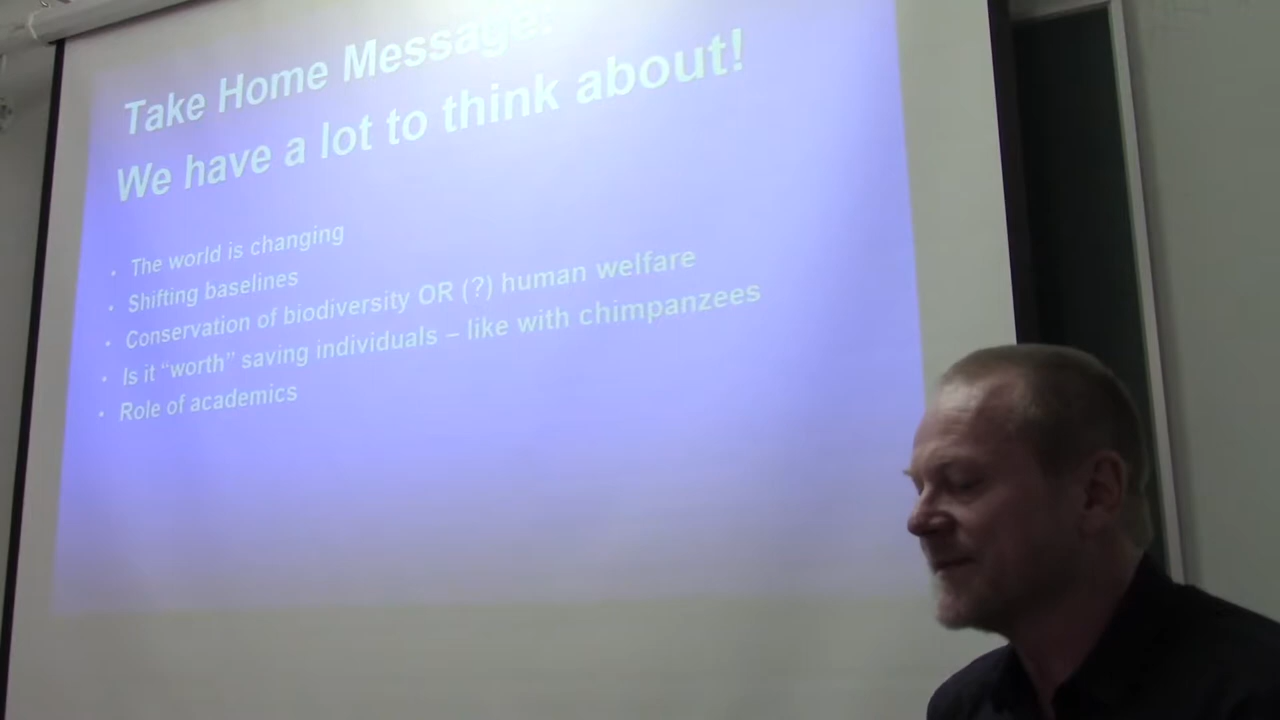 Take Home Message:
We have a lot to think about!
• The world is changing
• Shifting baselines
• Conservation of biodiversity OR (?) human welfare
• Is it “worth” saving individuals – like with chimpanzees
• Role of academics